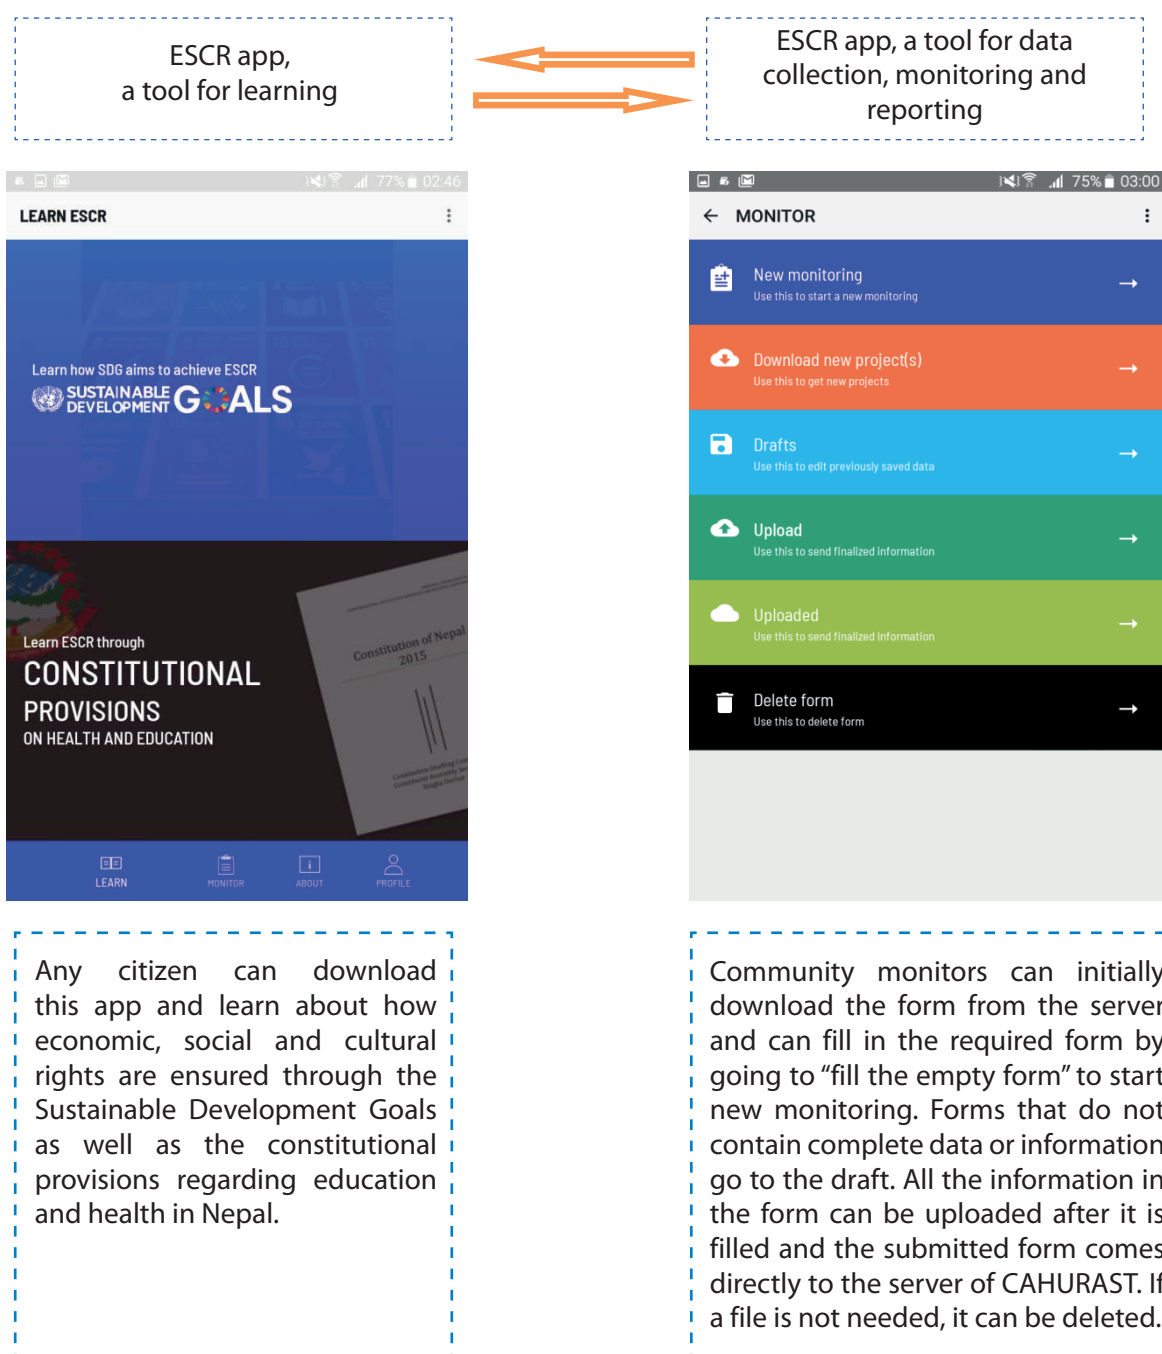 ESCR app,
a tool for learning
ESCR app, a tool for data
collection, monitoring and
reporting
77% 02:46
LEARN ESCR
Learn how SDG aims to achieve ESCR
SUSTAINABLE
DEVELOPMENT GOALS
Learn ESCR through
CONSTITUTIONAL
PROVISIONS
ON HEALTH AND EDUCATION
Constitution of Nepal
2015
LEARN MONITOR ABOUT PROFILE
75% 03:00
MONITOR
New monitoring
Use this to start a new monitoring
Download new project(s)
Use this to get new projects
Drafts
Use this to edit previously saved data
Upload
Use this to send finalized information
Uploaded
Use this to send finalized information
Delete form
Use this to delete form
Any citizen can download
this app and learn about how
economic, social and cultural
rights are ensured through the
Sustainable Development Goals
as well as the constitutional
provisions regarding education
and health in Nepal.
Community monitors can initially
download the form from the server
and can fill in the required form by
going to “fill the empty form” to start
new monitoring. Forms that do not
contain complete data or information
go to the draft. All the information in
the form can be uploaded after it is
filled and the submitted form comes
directly to the server of CAHURAST. If
a file is not needed, it can be deleted.